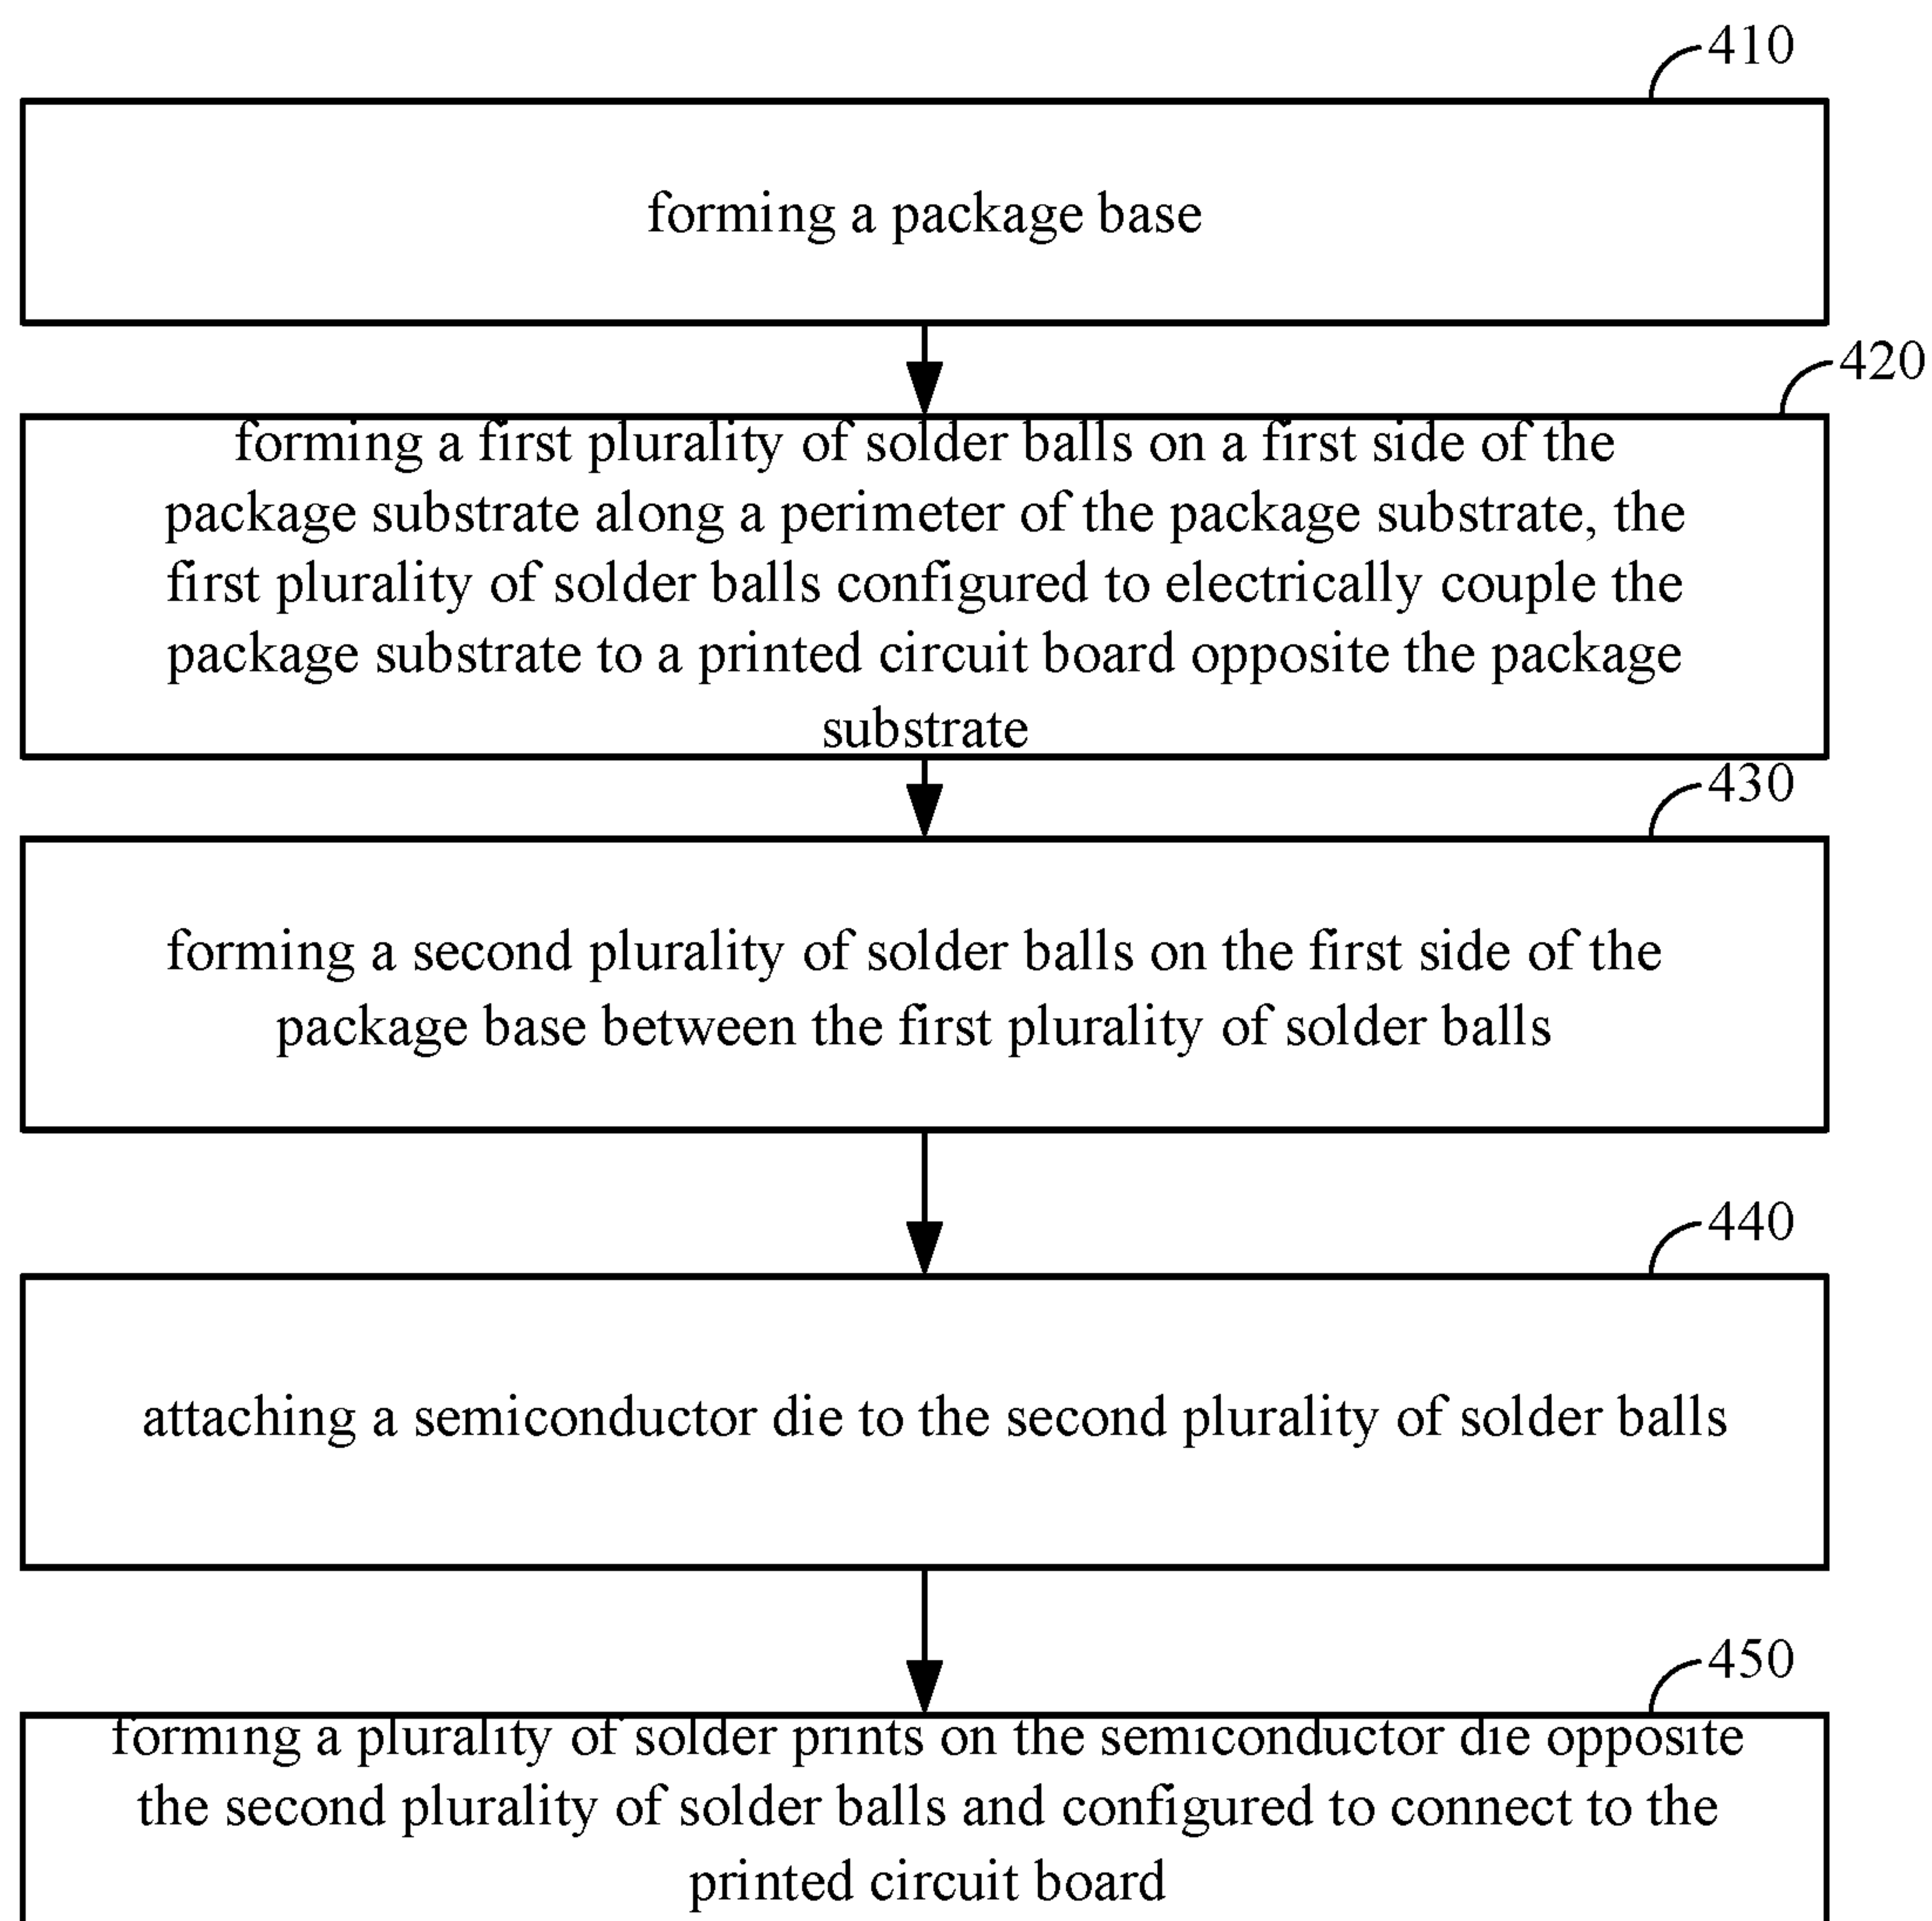 410
forming a package base
420
forming a first plurality of solder balls on a first side of the
package substrate along a perimeter of the package substrate, the
first plurality of solder balls configured to electrically couple the
package substrate to a printed circuit board opposite the package
substrate
430
forming a second plurality of solder balls on the first side of the
package base between the first plurality of solder balls
440
attaching a semiconductor die to the second plurality of solder balls
450
forming a plurality of solder prints on the semiconductor die opposite
the second plurality of solder balls and configured to connect to the
printed circuit board